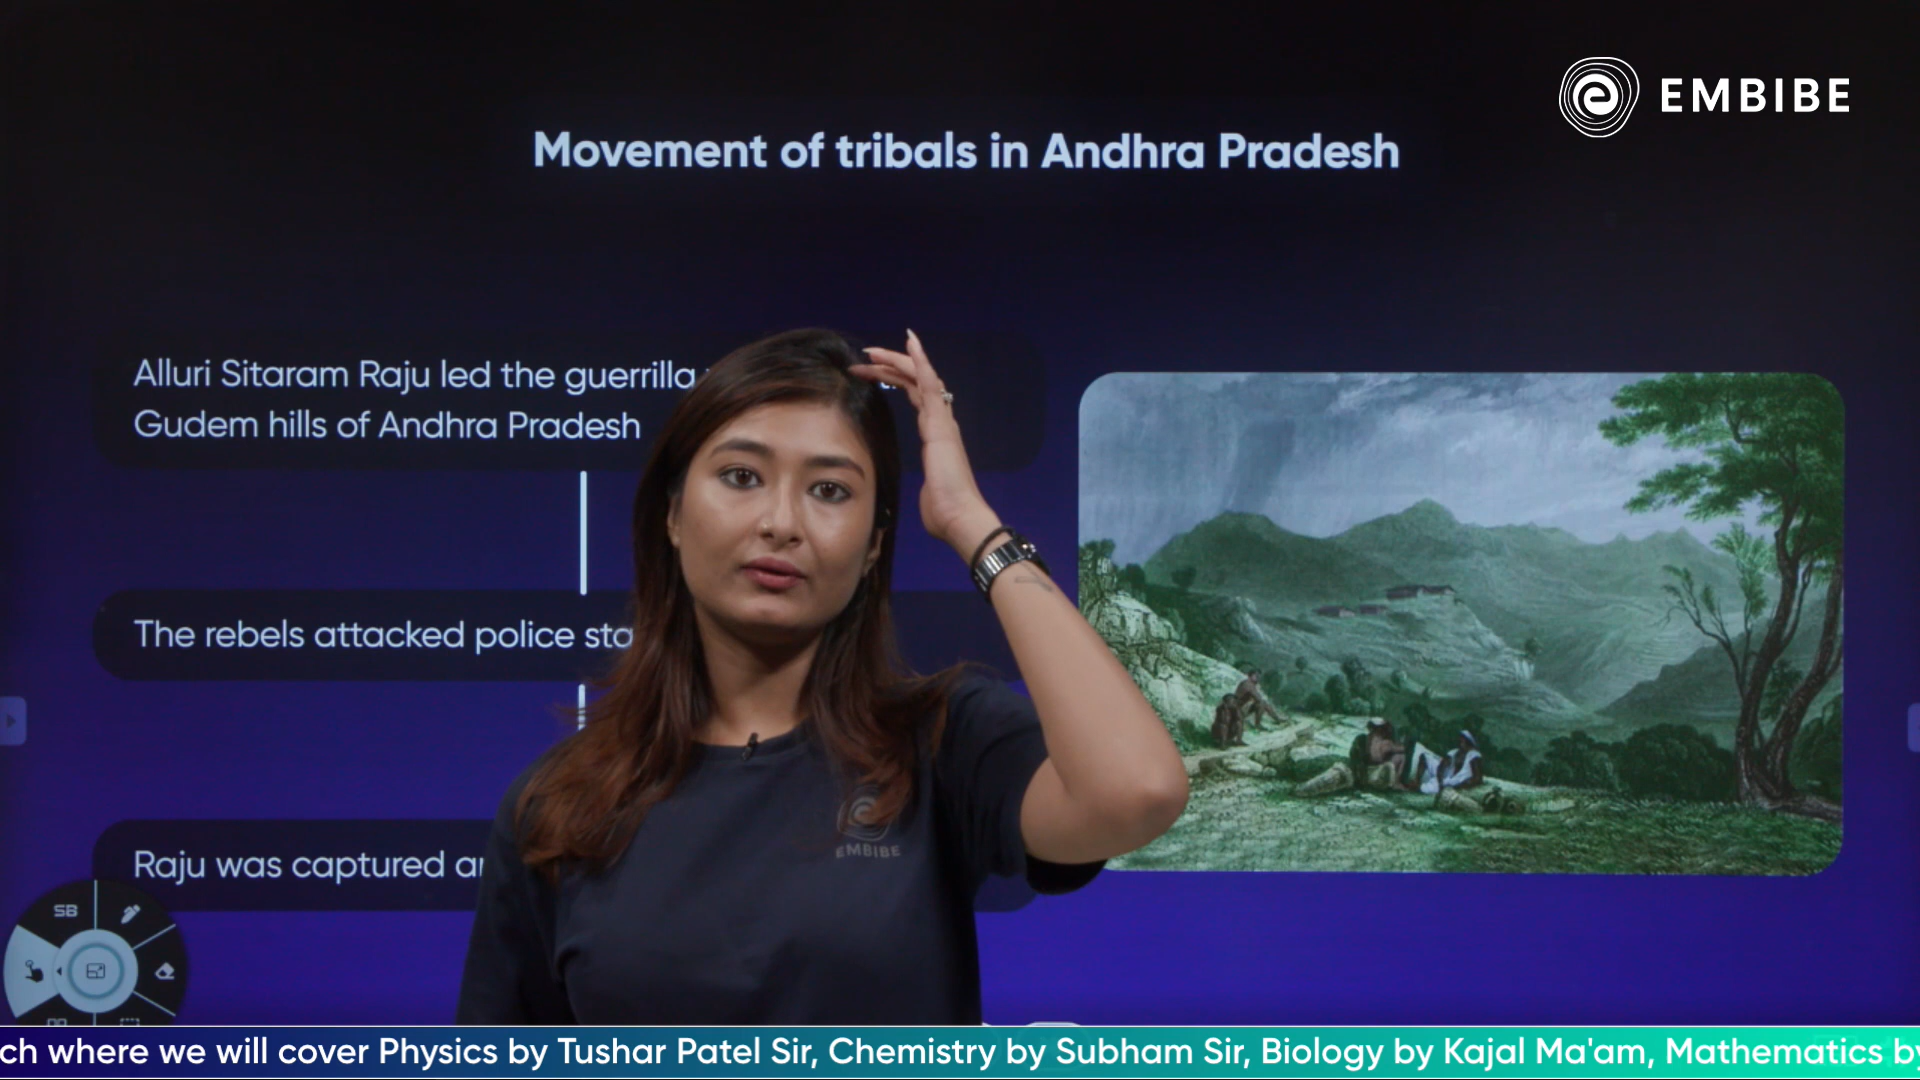 EMBIBE
Movement of tribals in Andhra Pradesh
Alluri Sitaram Raju led the guerrilla
Gudem hills of Andhra Pradesh
The rebels attacked police
Raju was captured
EMBIBE
SB
where we will cover Physics by Tushar Patel Sir, Chemistry by Subham Sir, Biology by Kajal Ma'am, Mathematics